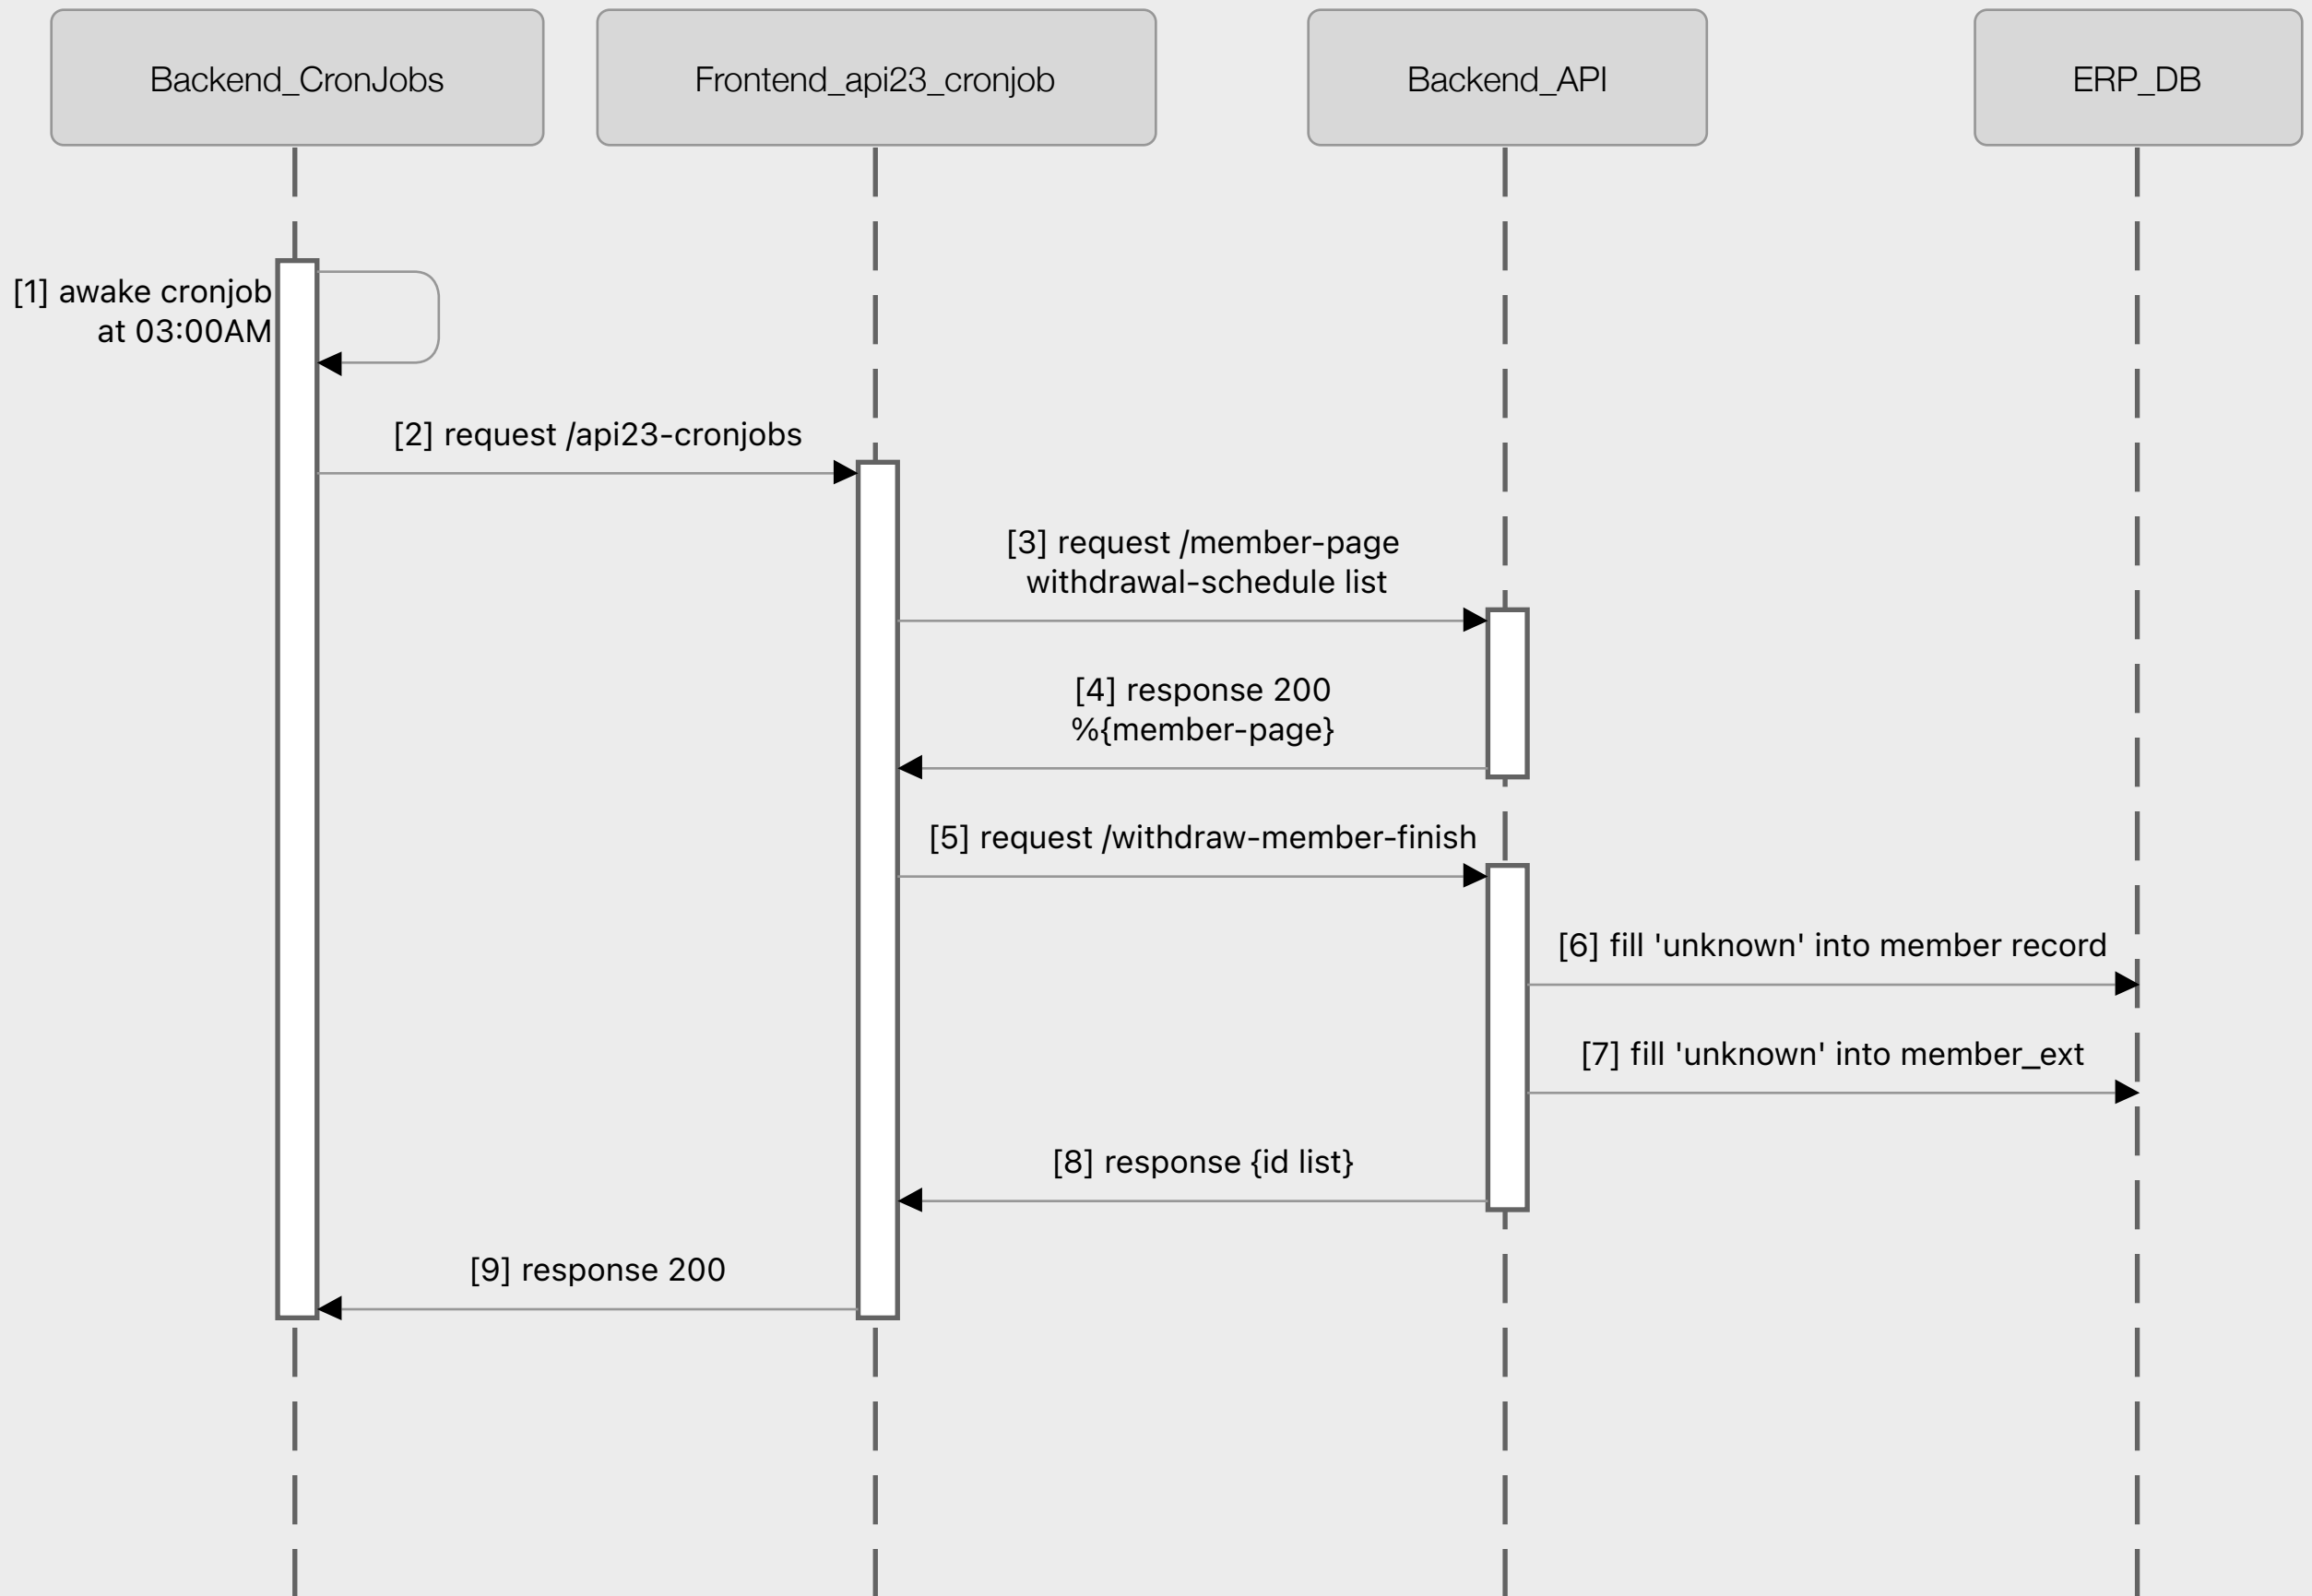 Backend_CronJobs
Frontend_api23_cronjob
Backend_API
ERP_DB
[1] awake cronjob
at 03:00AM
[2] request /api23-cronjobs
[3] request /member-page
withdrawal-schedule list
[4] response 200
%{member-page}
[5] request /withdraw-member-finish
[6] fill 'unknown' into member record
[7] fill 'unknown' into member_ext
[8] response {id list}
[9] response 200